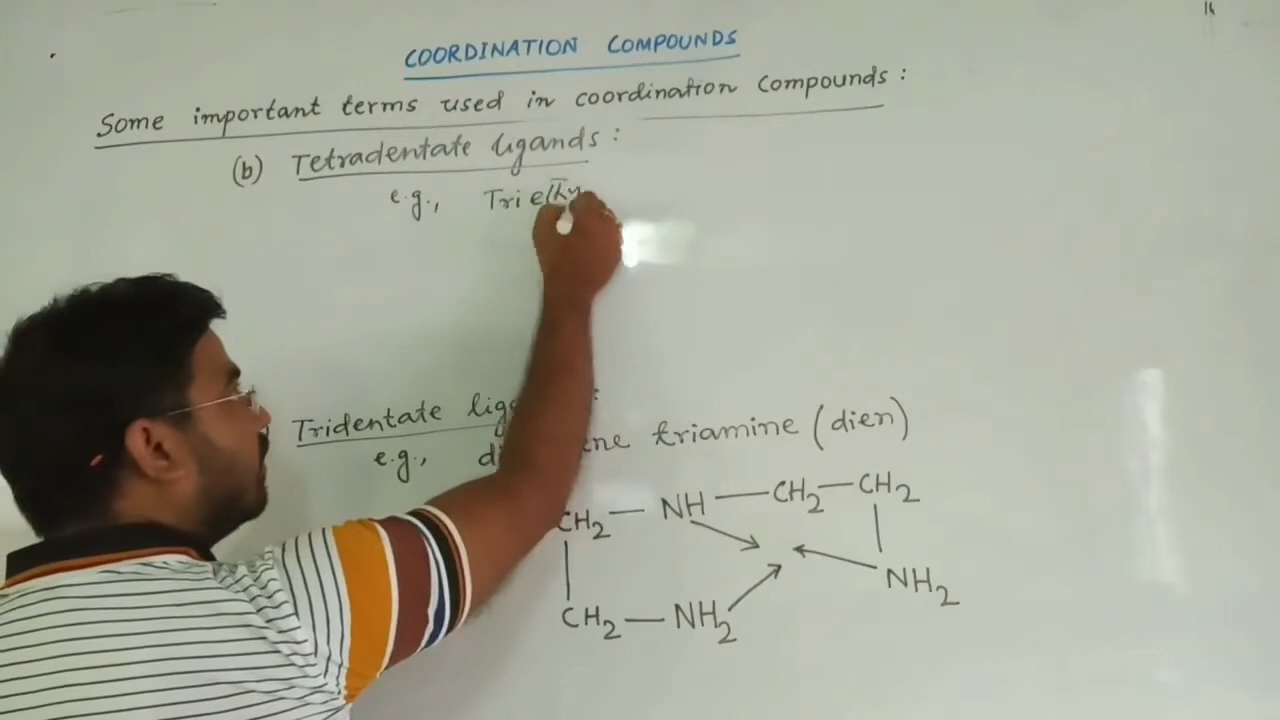 COORDINATION COMPOUNDS
Some important terms used in coordination compounds :
(b) Tetradentate ligands :
e.g., Triethy
Tridentate :
e.g., triamine (dien)
CH2 — NH — CH2 — CH2
CH2 — NH2 NH2